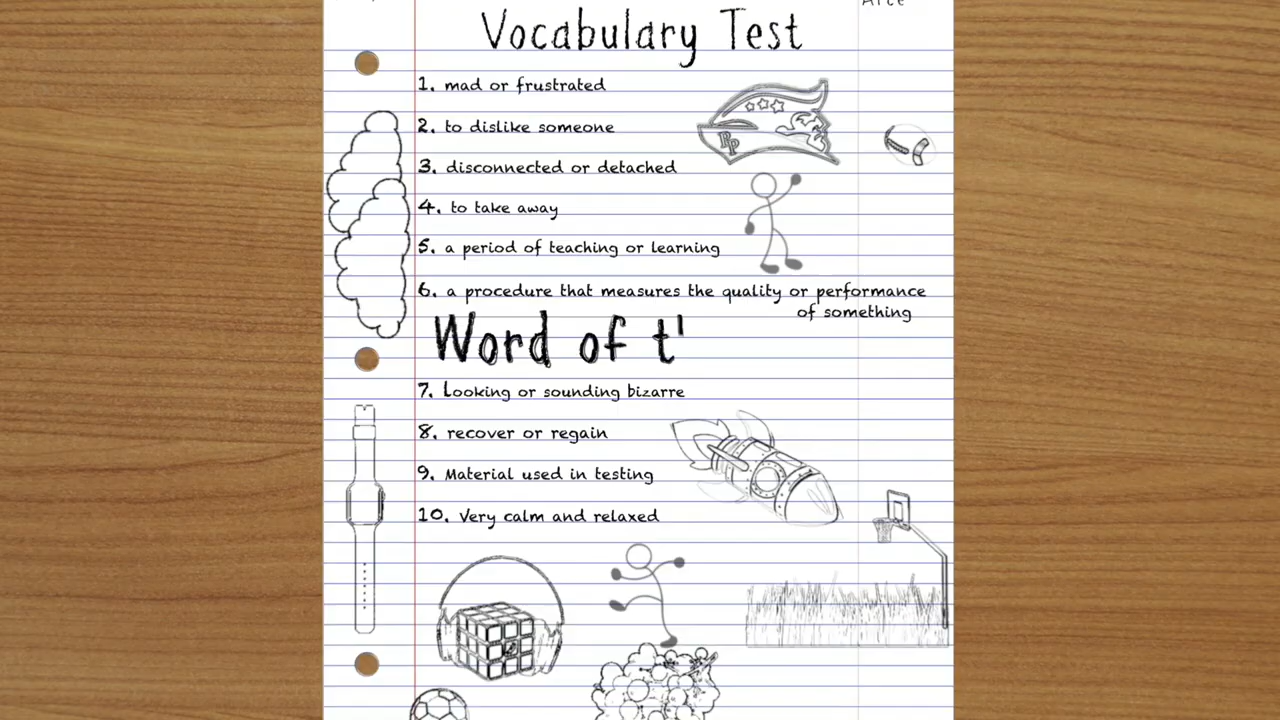 Arce
Vocabulary Test
1. mad or frustrated
2. to dislike someone
3. disconnected or detached
RP
4. to take away
5. a period of teaching or learning
6. a procedure that measures the quality or performance
of something
Word of t'
7. Looking or sounding bizarre
8. recover or regain
9. Material used in testing
10. Very calm and relaxed